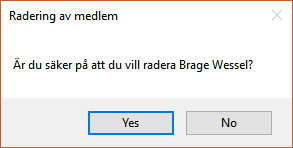 Radering av medlem
Är du säker på att du vill radera Brage Wessel?
Yes No